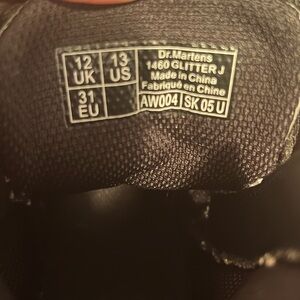 12 UK 13 US
31 EU
Dr.Martens
1460 GLITTER J
Made in China
Fabriqué en Chine
AW004 SK 05 U